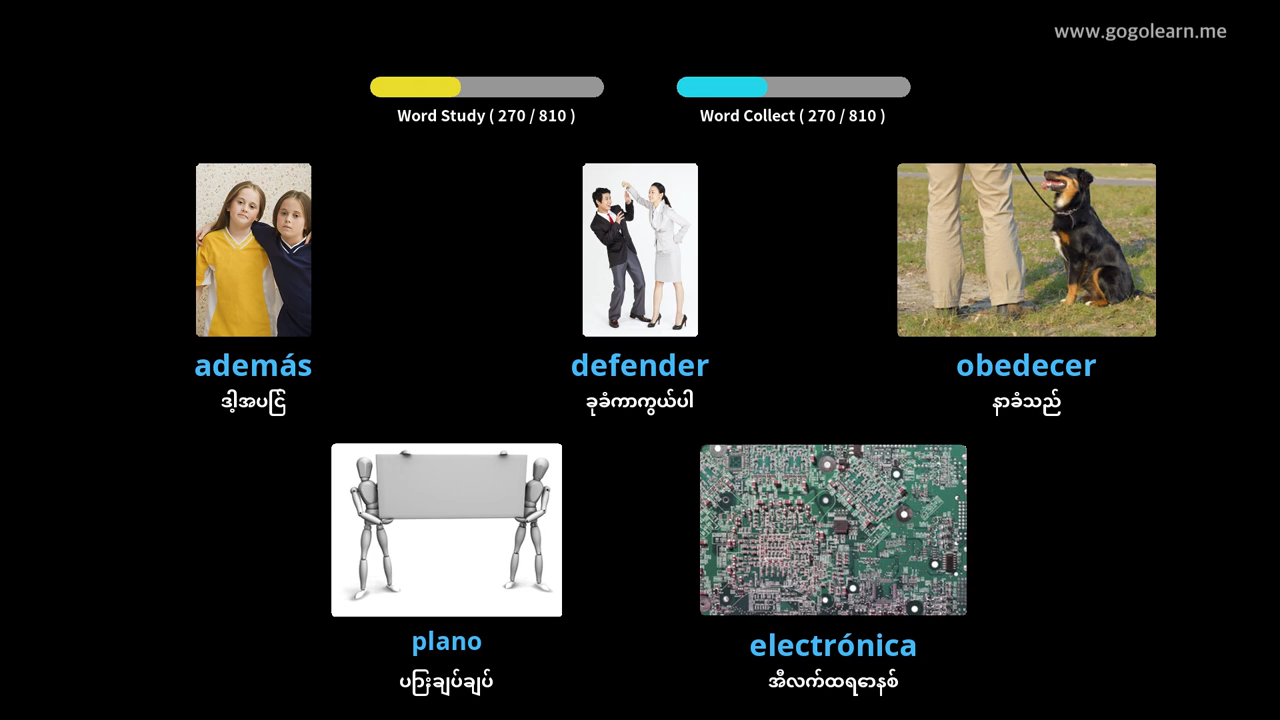 www.gogolearn.me
Word Study ( 270 / 810 )
Word Collect ( 270 / 810 )
además
ဒါ့အပြင်
defender
ခုခံကာကွယ်ပါ
obedecer
နာခံသည်
plano
ပြားချပ်ချပ်
electrónica
အီလက်ထရောနစ်